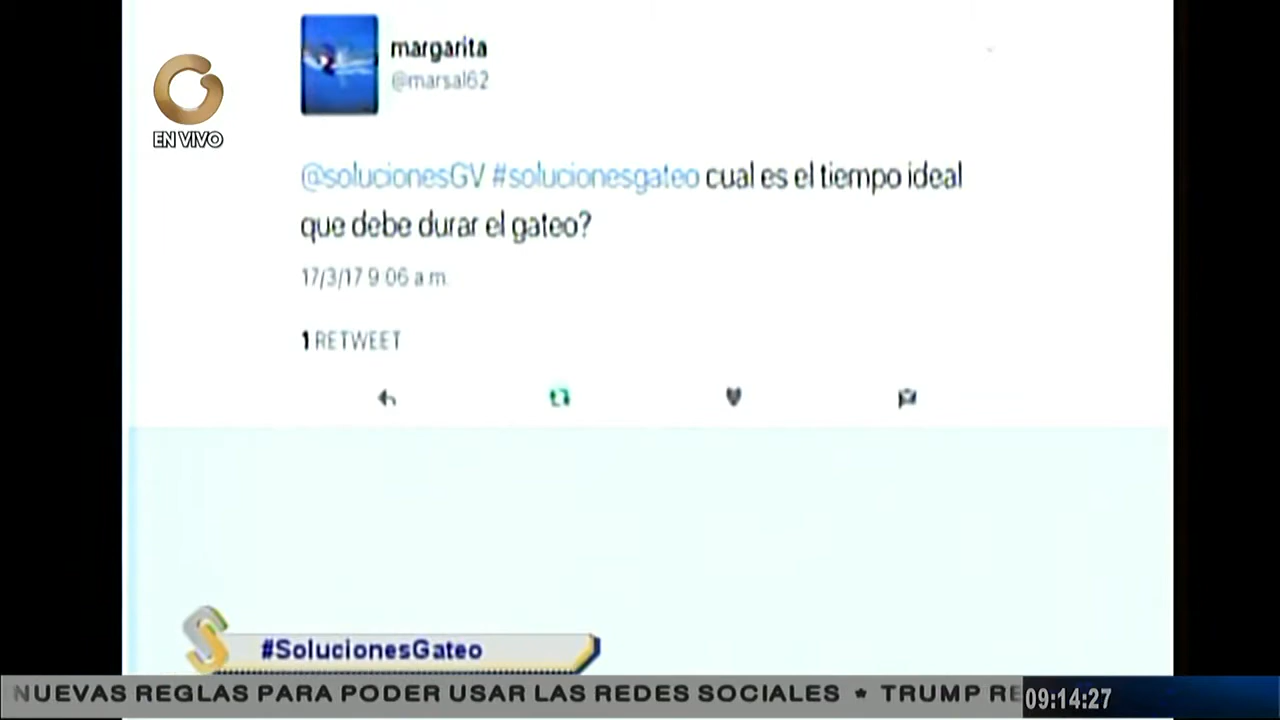 margarita
@marsal62
EN VIVO
@solucionesGV #solucionesgateo cual es el tiempo ideal
que debe durar el gateo?
17/3/17 9 06 a.m.
1 RETWEET
#SolucionesGateo
NUEVAS REGLAS PARA PODER USAR LAS REDES SOCIALES * TRUMP RE
09:14:27